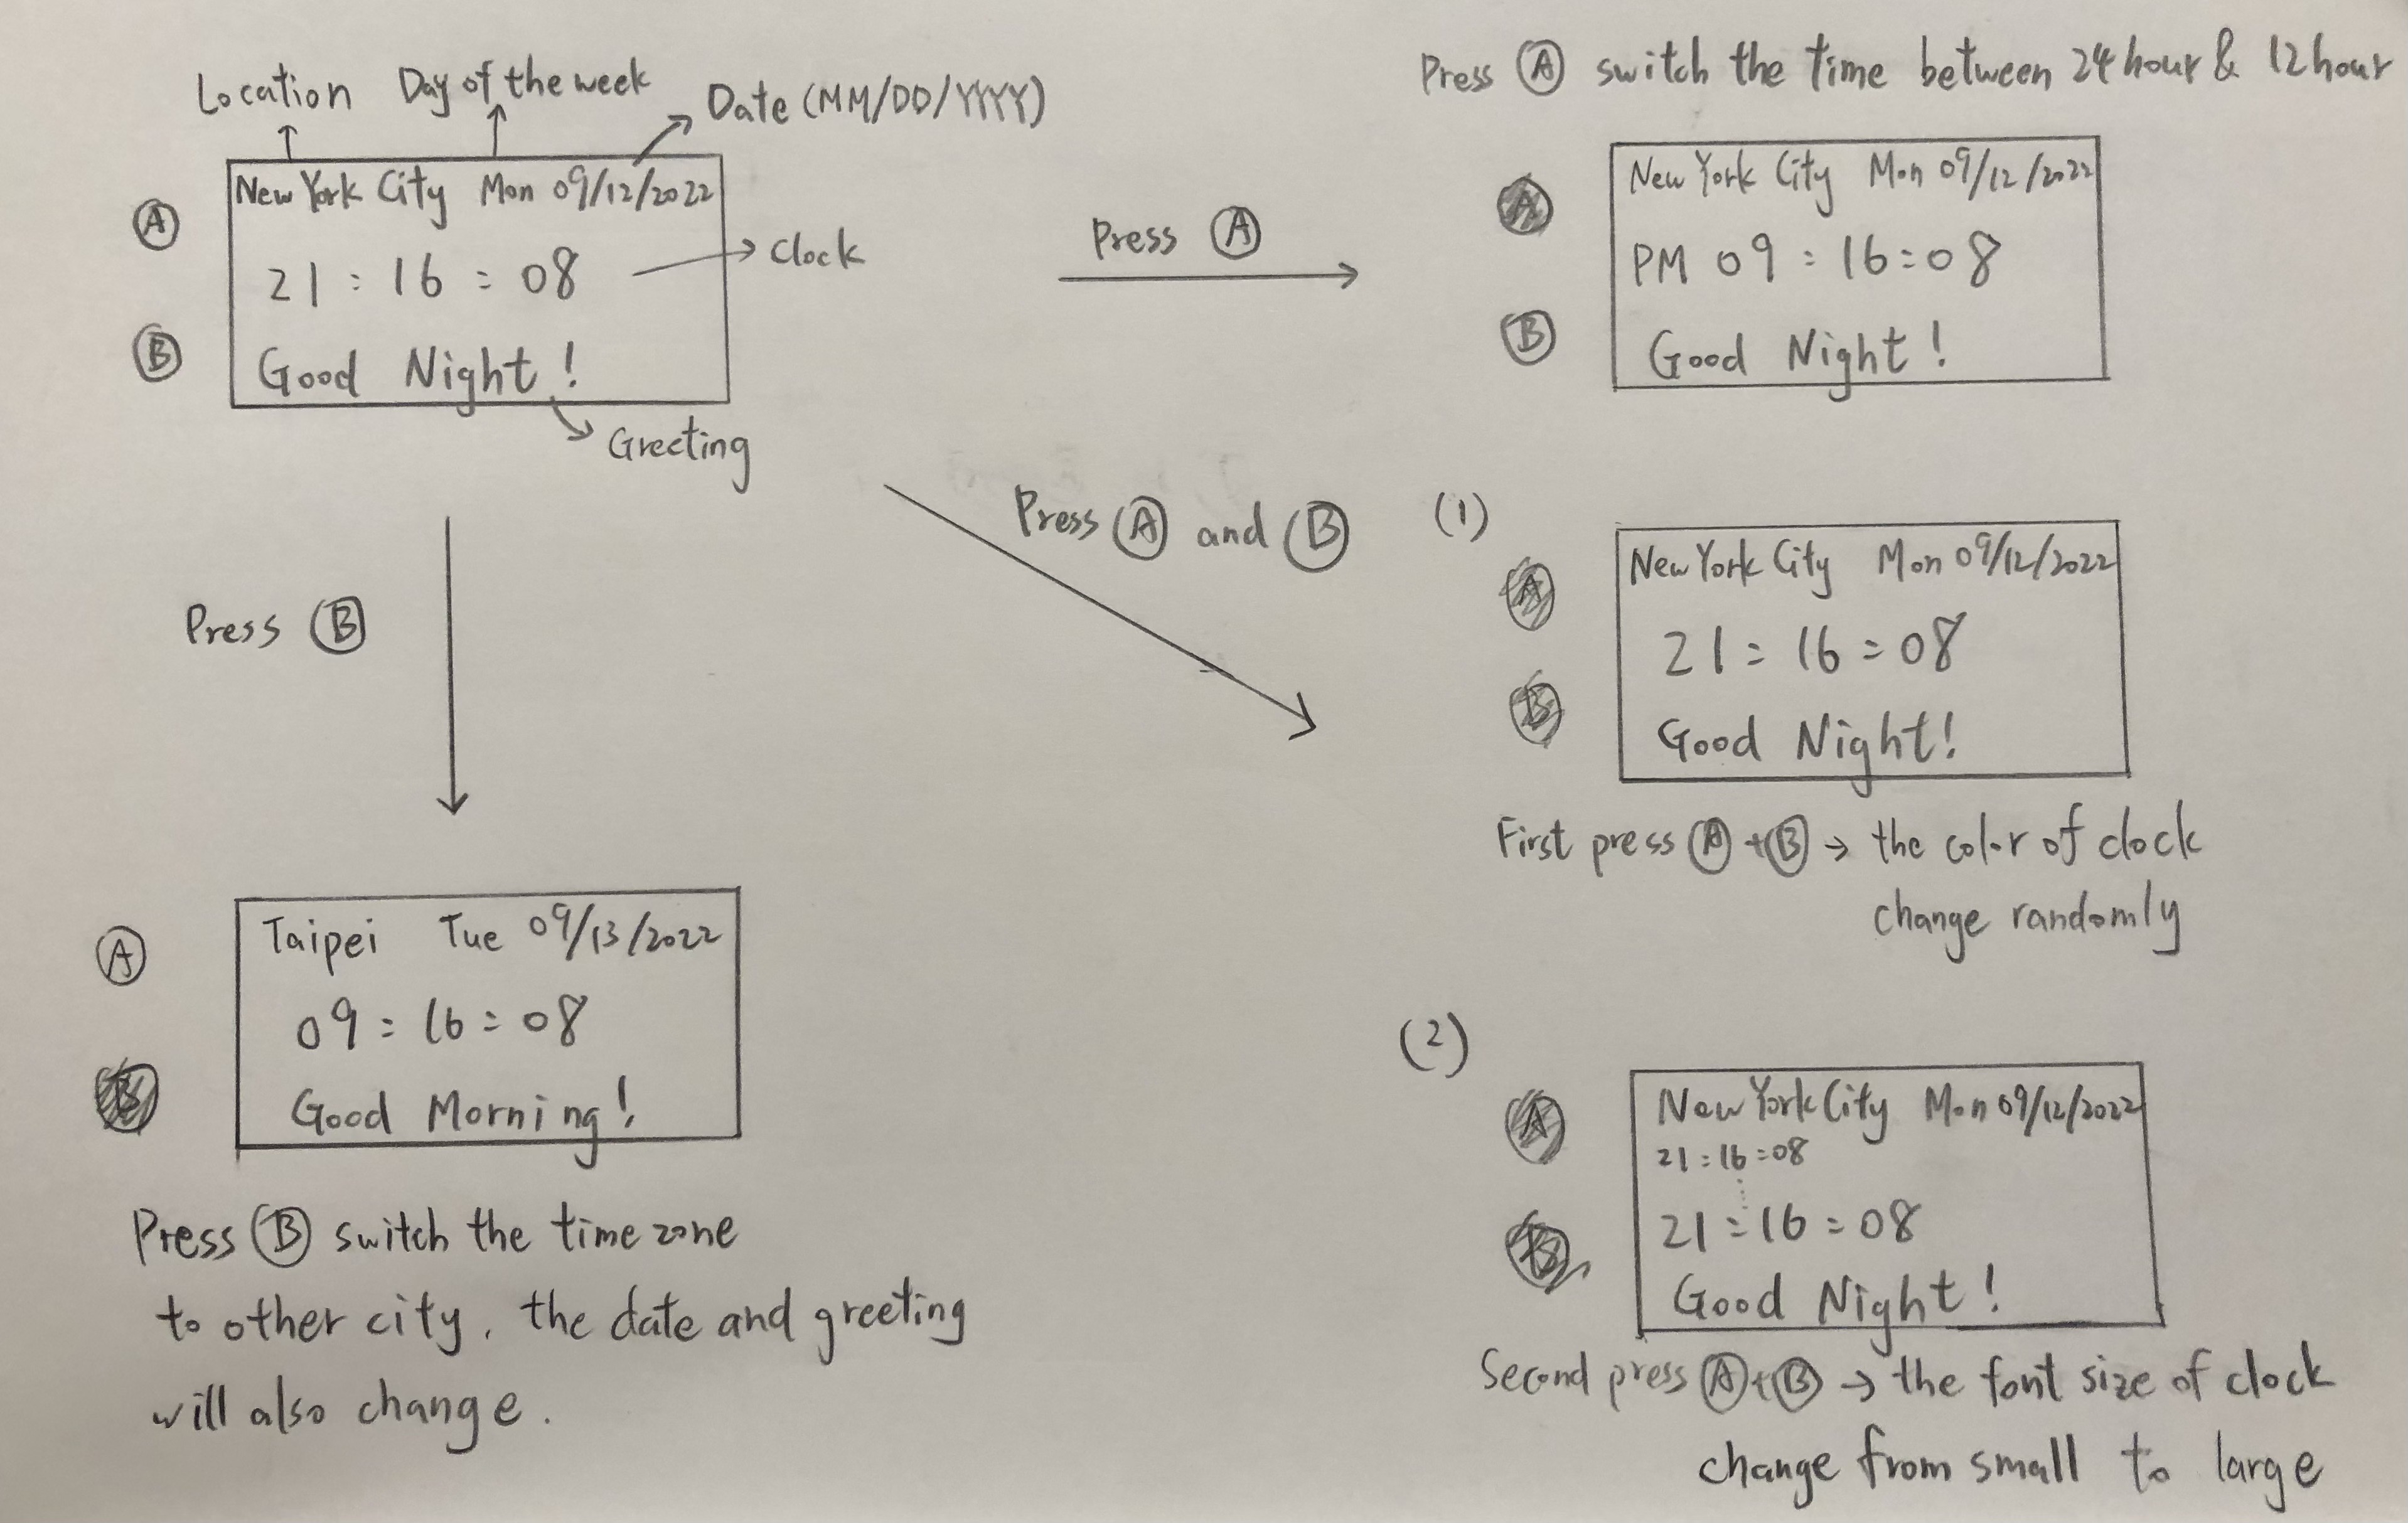 Location Day of the week Date (MM/DD/YYYY)
New York City Mon 09/12/2022
A
21 : 16 : 08
Clock
B
Good Night !
Greeting
Press A
Press A switch the time between 24 hour & 12 hour
New York City Mon 09/12/2022
A
PM 09 : 16 : 08
B
Good Night !
Press B
Taipei Tue 09/13/2022
A
09 : 16 : 08
B
Good Morning !
Press B switch the time zone
to other city, the date and greeting
will also change.
Press A and B
(1)
New York City Mon 09/12/2022
A
21 : 16 : 08
B
Good Night!
First press A + B → the color of clock
change randomly
(2)
New York City Mon 09/12/2022
A
21 : 16 : 08
21 : 16 : 08
B
Good Night !
Second press A + B → the font size of clock
change from small to large